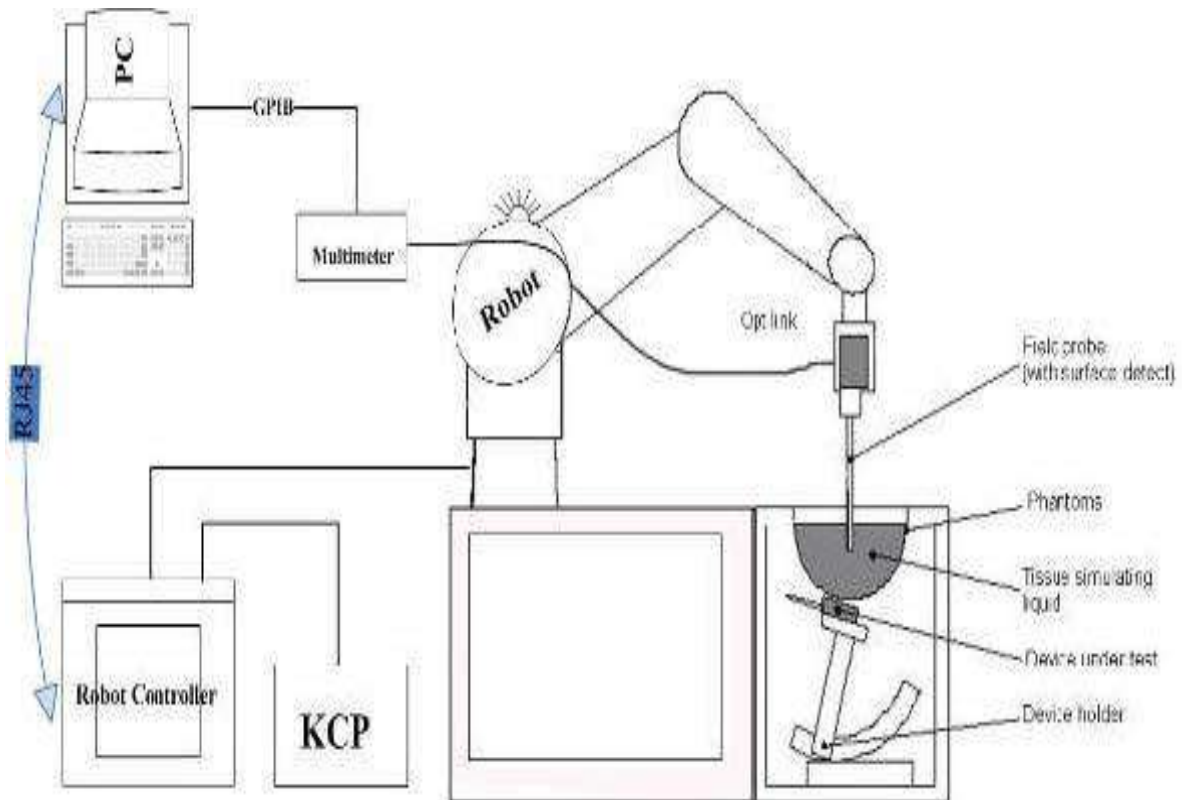 PC
GPIB
Multimeter
Robot
Opt link
Field probe
(with surface detect)
RJ45
Phantoms
Tissue simulating
liquid
Device under test
Robot Controller
KCP
Device holder